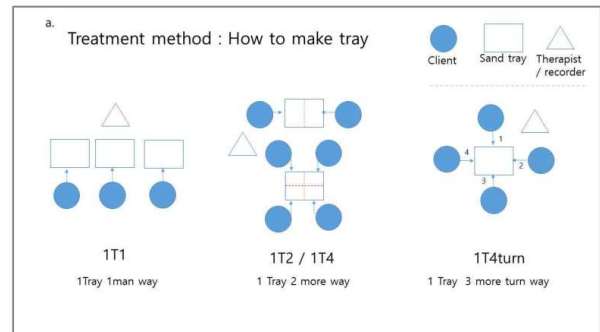 a.
Treatment method : How to make tray
Client
Sand tray
Therapist
/ recorder
1
2
3
4
1T1
1Tray 1man way
1T2 / 1T4
1 Tray 2 more way
1T4turn
1 Tray 3 more turn way